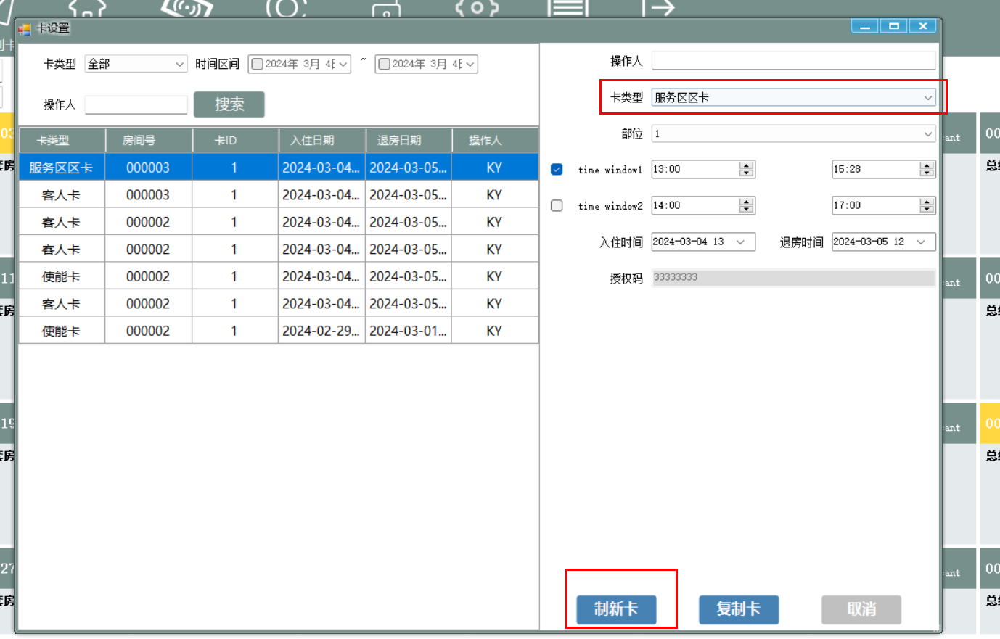 卡设置
卡类型 全部 时间区间 2024年 3月 4日 ~ 2024年 3月 4日
操作人 搜索
卡类型 房间号 卡ID 入住日期 退房日期 操作人
服务区区卡 000003 1 2024-03-04... 2024-03-05... KY
客人卡 000003 1 2024-03-04... 2024-03-05... KY
客人卡 000002 1 2024-03-04... 2024-03-05... KY
客人卡 000002 1 2024-03-04... 2024-03-05... KY
使能卡 000002 1 2024-03-04... 2024-03-05... KY
客人卡 000002 1 2024-03-04... 2024-03-05... KY
使能卡 000002 1 2024-02-29... 2024-03-01... KY
操作人
卡类型 服务区区卡
部位 1
time window1 13:00 15:28
time window2 14:00 17:00
入住时间 2024-03-04 13 退房时间 2024-03-05 12
授权码 33333333
制新卡 复制卡 取消